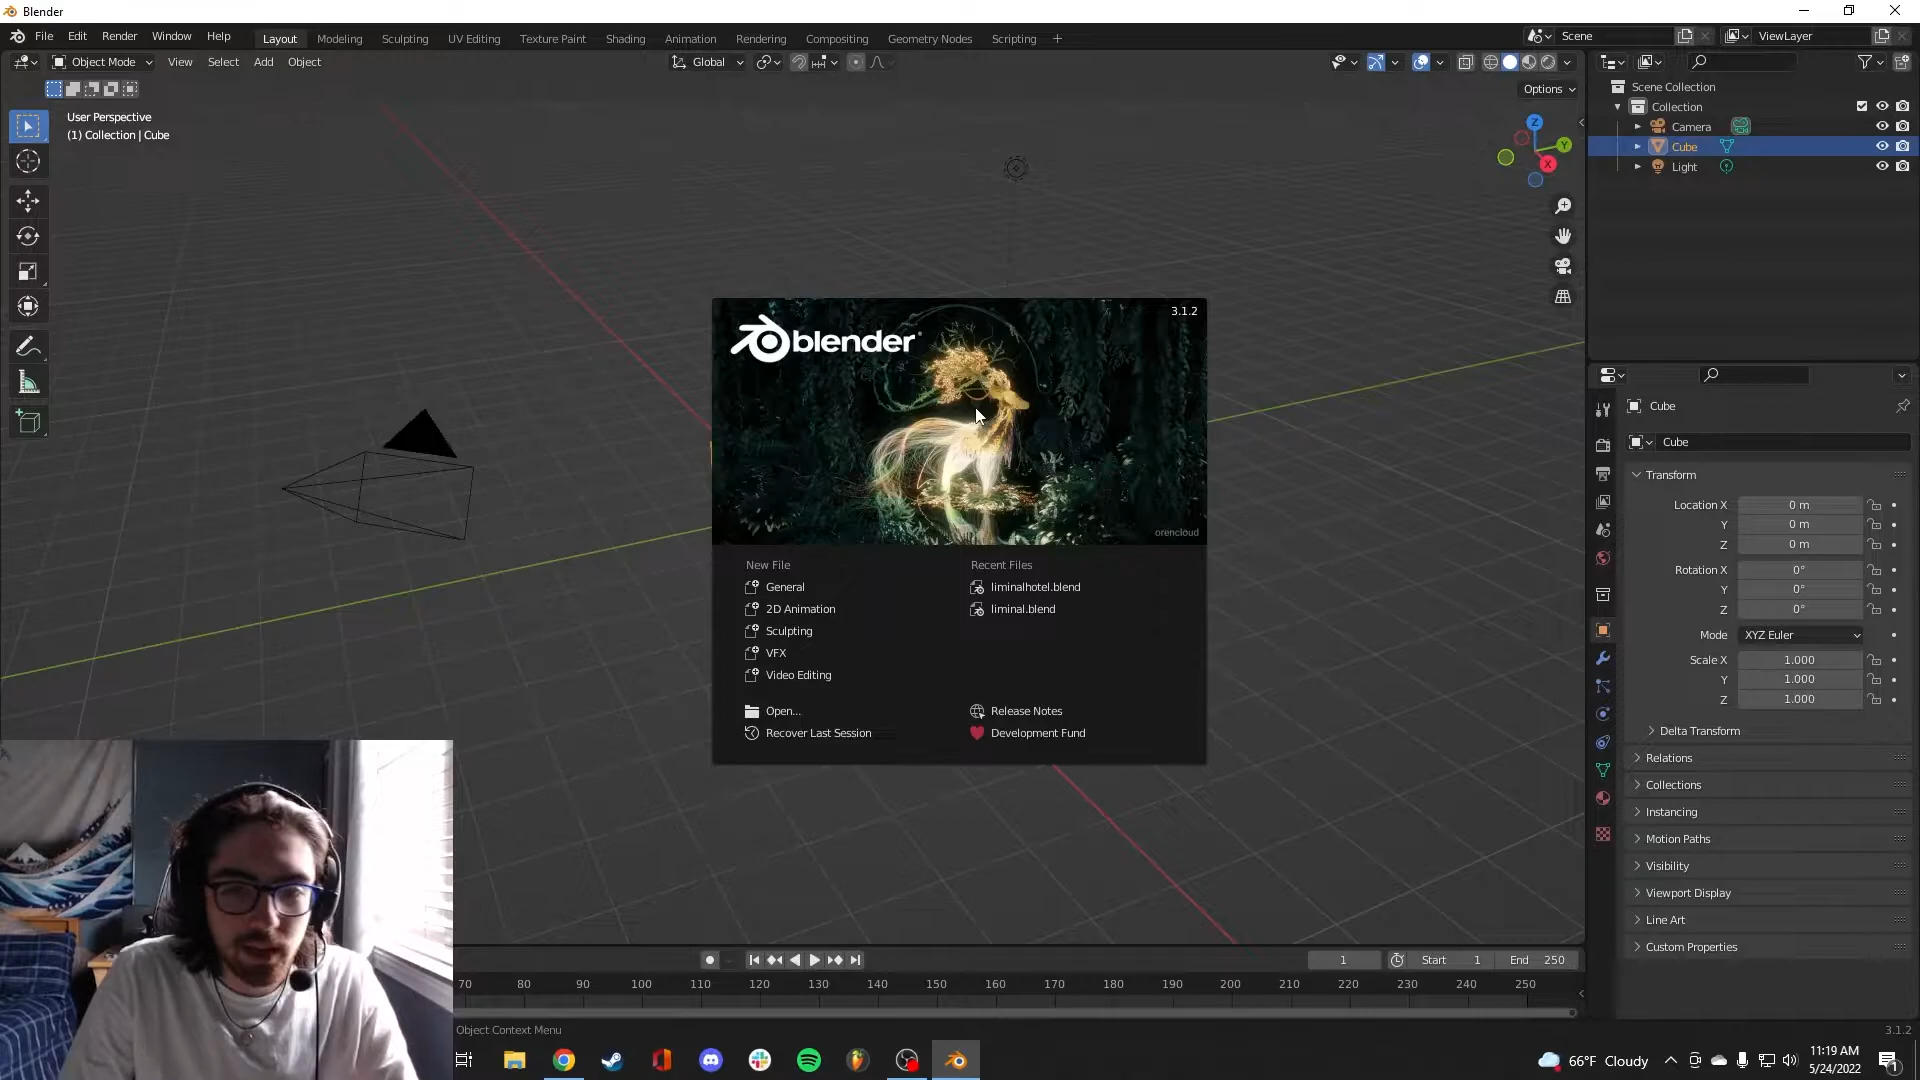 Blender
File Edit Render Window Help
Layout Modeling Sculpting UV Editing Texture Paint Shading Animation Rendering Compositing Geometry Nodes Scripting +
Scene ViewLayer
Object Mode View Select Add Object
Global
Options
User Perspective
(1) Collection | Cube
Z
Y
X
Scene Collection
Collection
Camera
Cube
Light
3.1.2
blender
orencloud
New File
General
2D Animation
Sculpting
VFX
Video Editing
Open...
Recover Last Session
Recent Files
liminalhotel.blend
liminal.blend
Release Notes
Development Fund
Cube
Cube
Transform
Location X 0 m
Y 0 m
Z 0 m
Rotation X 0°
Y 0°
Z 0°
Mode XYZ Euler
Scale X 1.000
Y 1.000
Z 1.000
Delta Transform
Relations
Collections
Instancing
Motion Paths
Visibility
Viewport Display
Line Art
Custom Properties
1 Start 1 End 250
70 80 90 100 110 120 130 140 150 160 170 180 190 200 210 220 230 240 250
Object Context Menu
3.1.2
66°F Cloudy
11:19 AM
5/24/2022
1